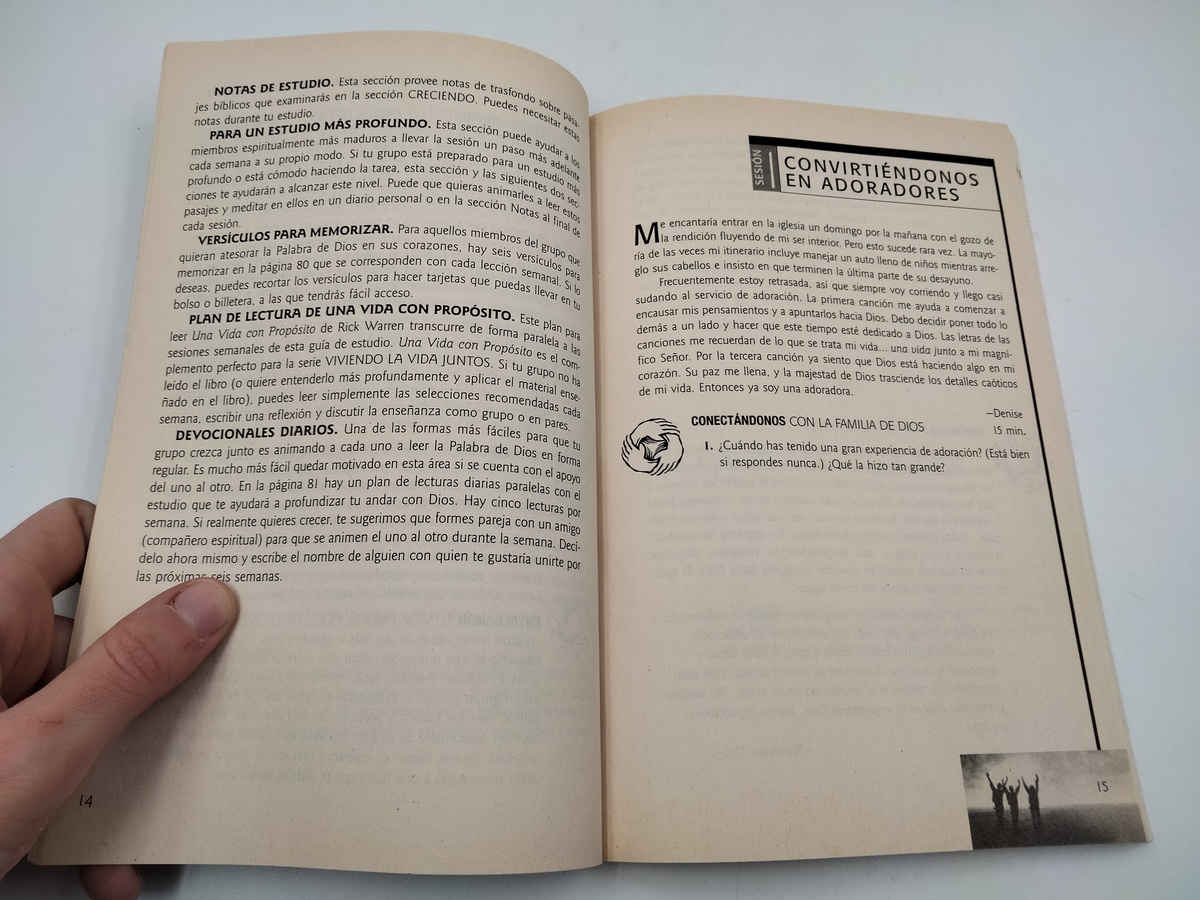 NOTAS DE ESTUDIO. Esta sección provee notas de trasfondo sobre pasa-
jes bíblicos que examinarás en la sección CRECIENDO. Puedes necesitar estas
notas durante tu estudio.
PARA UN ESTUDIO MÁS PROFUNDO. Esta sección puede ayudar a los
miembros espiritualmente más maduros a llevar la sesión un paso más adelante
cada semana a su propio modo. Si tu grupo está preparado para un estudio más
profundo o está cómodo haciendo la tarea, esta sección y las siguientes dos sec-
ciones te ayudarán a alcanzar este nivel. Puede que quieras animarles a leer estos
pasajes y meditar en ellos en un diario personal o en la sección Notas al final de
cada sesión.
VERSÍCULOS PARA MEMORIZAR. Para aquellos miembros del grupo que
quieran atesorar la Palabra de Dios en sus corazones, hay seis versículos para
memorizar en la página 80 que se corresponden con cada lección semanal. Si lo
deseas, puedes recortar los versículos para hacer tarjetas que puedas llevar en tu
bolso o billetera, a las que tendrás fácil acceso.
PLAN DE LECTURA DE UNA VIDA CON PROPÓSITO. Este plan para
leer Una Vida con Propósito de Rick Warren transcurre de forma paralela a las
sesiones semanales de esta guía de estudio. Una Vida con Propósito es el com-
plemento perfecto para la serie VIVIENDO LA VIDA JUNTOS. Si tu grupo no ha
leído el libro (o quiere entenderlo más profundamente y aplicar el material ense-
ñado en el libro), puedes leer simplemente las selecciones recomendadas cada
semana, escribir una reflexión y discutir la enseñanza como grupo o en pares.
DEVOCIONALES DIARIOS. Una de las formas más fáciles para que tu
grupo crezca junto es animando a cada uno a leer la Palabra de Dios en forma
regular. Es mucho más fácil quedar motivado en esta área si se cuenta con el apoyo
del uno al otro. En la página 81 hay un plan de lecturas diarias paralelas con el
estudio que te ayudará a profundizar tu andar con Dios. Hay cinco lecturas por
semana. Si realmente quieres crecer, te sugerimos que formes pareja con un amigo
(compañero espiritual) para que se animen el uno al otro durante la semana. Decí-
delo ahora mismo y escribe el nombre de alguien con quien te gustaría unirte por
las próximas seis semanas.
14
SESIÓN 1
CONVIRTIÉNDONOS
EN ADORADORES
Me encantaría entrar en la iglesia un domingo por la mañana con el gozo de
la rendición fluyendo de mi ser interior. Pero esto sucede rara vez. La mayo-
ría de las veces mi itinerario incluye manejar un auto lleno de niños mientras arre-
glo sus cabellos e insisto en que terminen la última parte de su desayuno.
Frecuentemente estoy retrasada, así que siempre voy corriendo y llego casi
sudando al servicio de adoración. La primera canción me ayuda a comenzar a
encausar mis pensamientos y a apuntarlos hacia Dios. Debo decidir poner todo lo
demás a un lado y hacer que este tiempo esté dedicado a Dios. Las letras de las
canciones me recuerdan de lo que se trata mi vida... una vida junto a mi magní-
fico Señor. Por la tercera canción ya siento que Dios está haciendo algo en mi
corazón. Su paz me llena, y la majestad de Dios trasciende los detalles caóticos
de mi vida. Entonces ya soy una adoradora.
—Denise
CONECTÁNDONOS CON LA FAMILIA DE DIOS 15 min.
1. ¿Cuándo has tenido una gran experiencia de adoración? (Está bien
si respondes nunca.) ¿Qué la hizo tan grande?
15